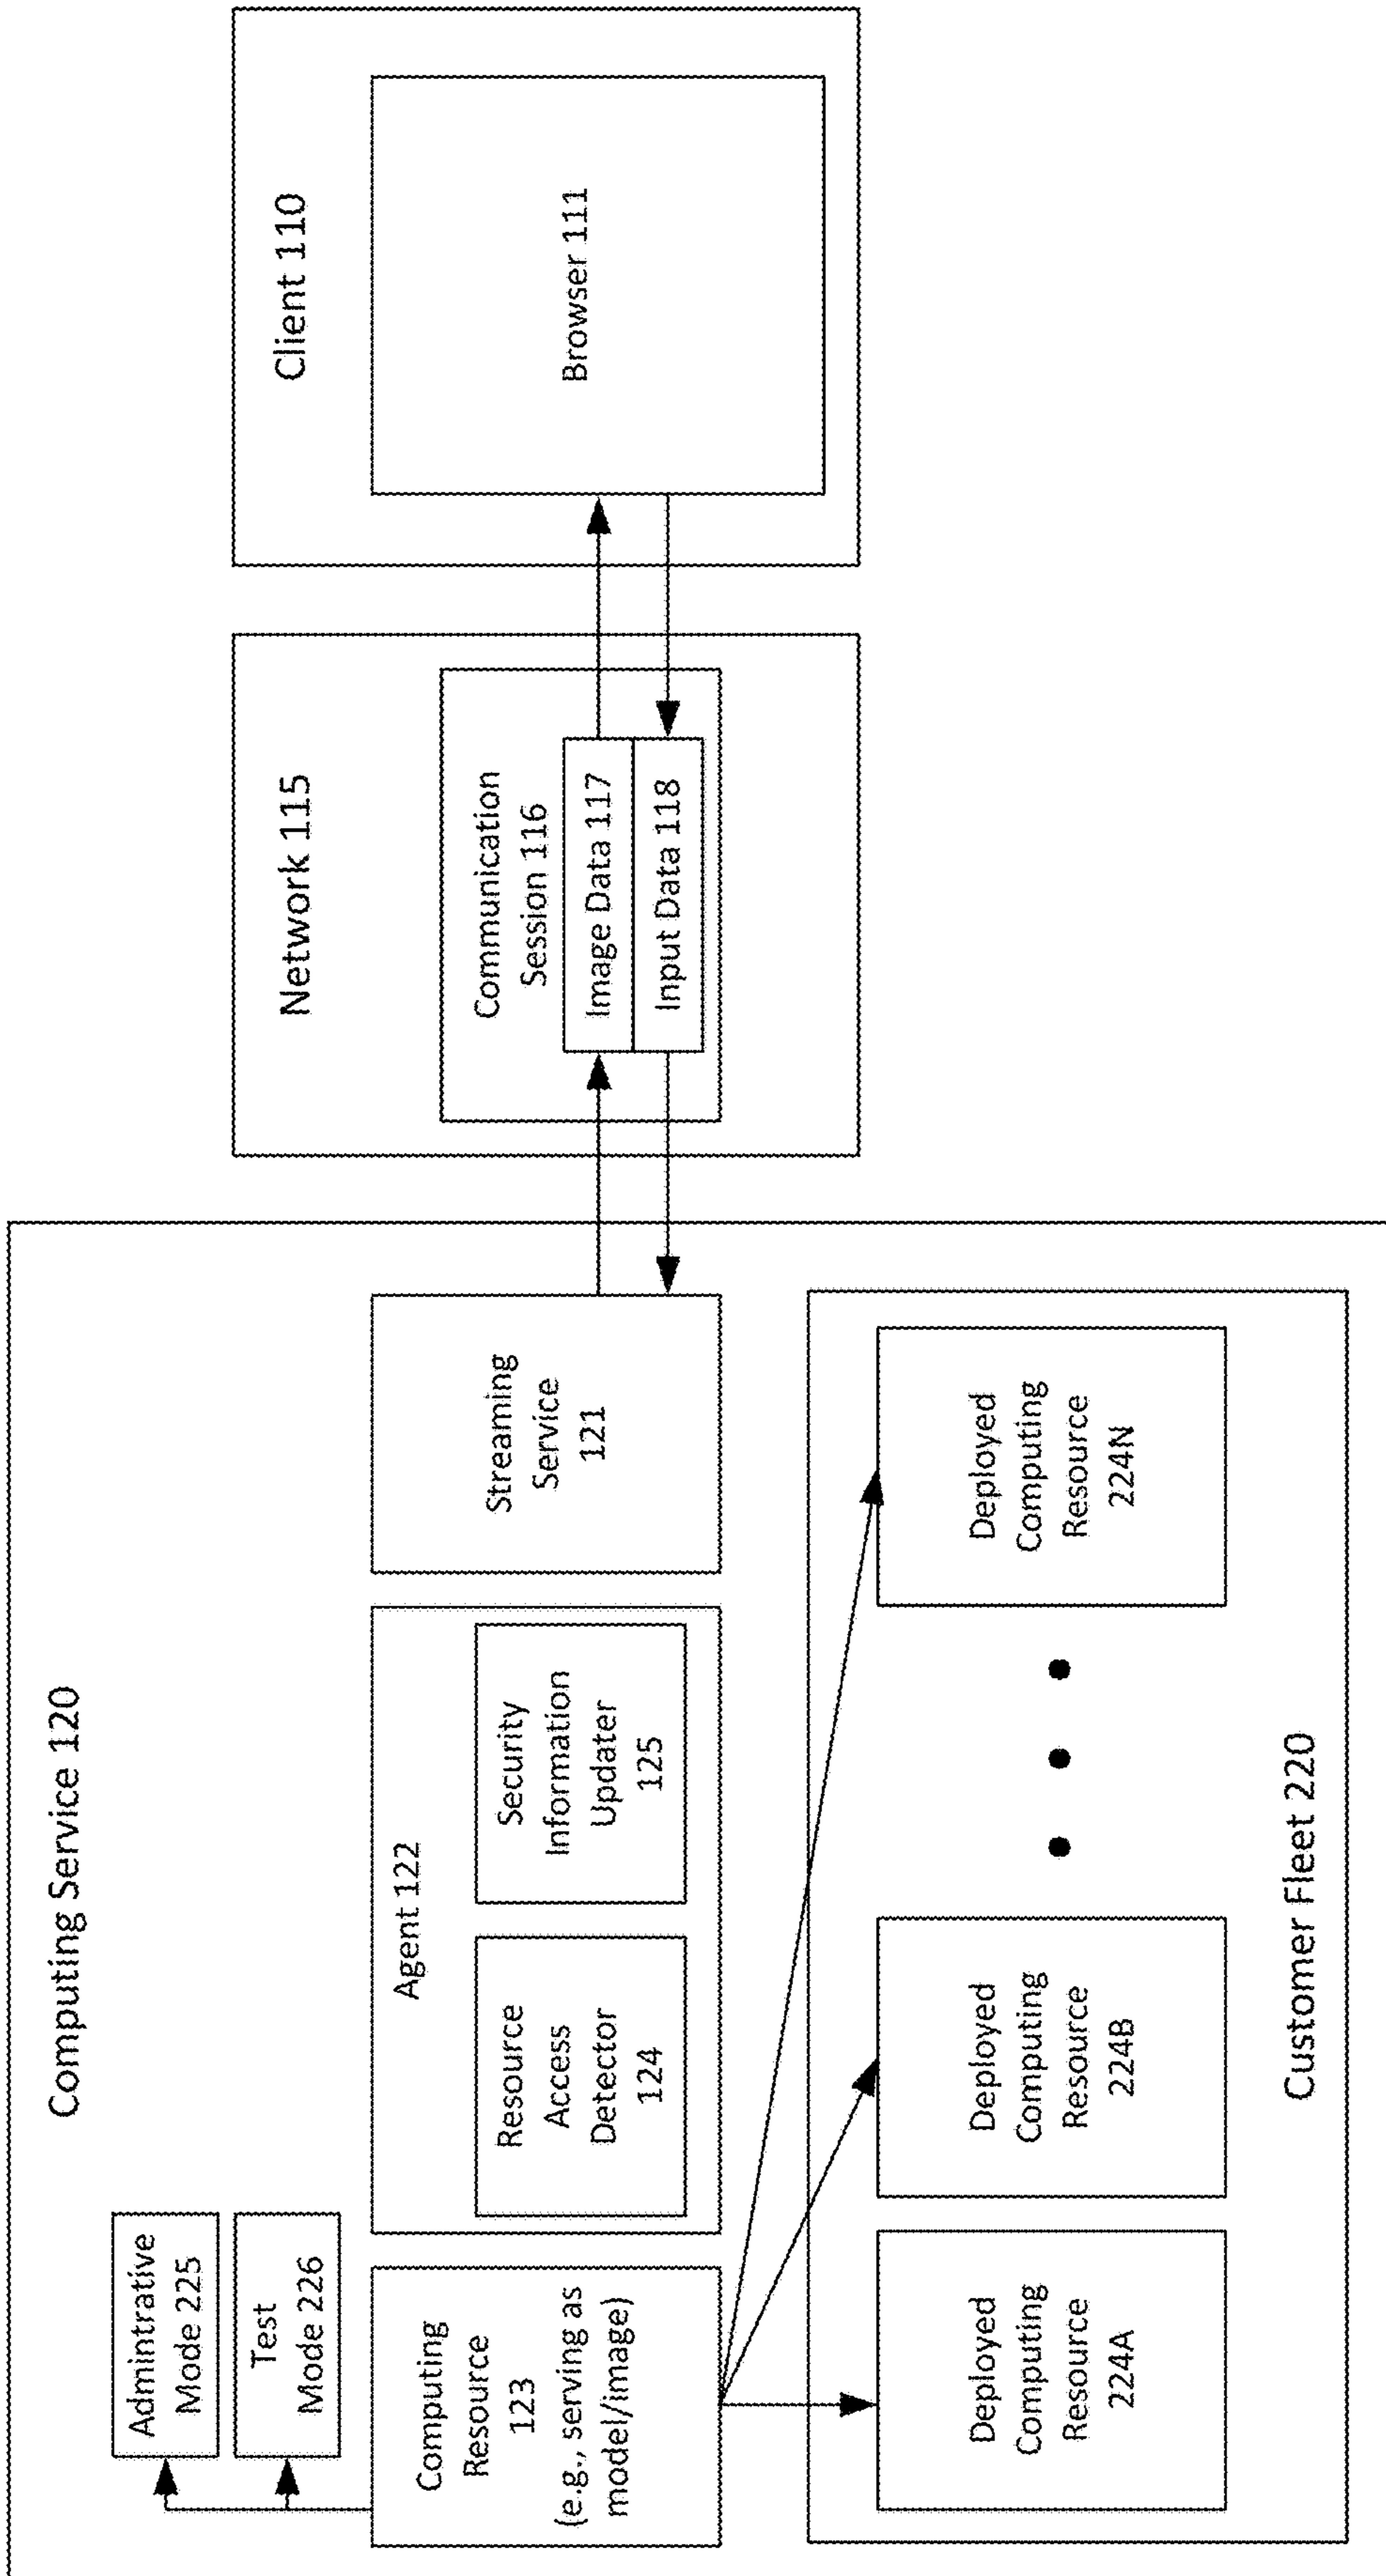 Computing Service 120
Admintrative
Mode 225
Test
Mode 226
Computing
Resource
123
(e.g., serving as
model/image)
Agent 122
Resource
Access
Detector
124
Security
Information
Updater
125
Streaming
Service
121
Deployed
Computing
Resource
224A
Deployed
Computing
Resource
224B
Deployed
Computing
Resource
224N
Customer Fleet 220
Network 115
Communication
Session 116
Image Data 117
Input Data 118
Client 110
Browser 111